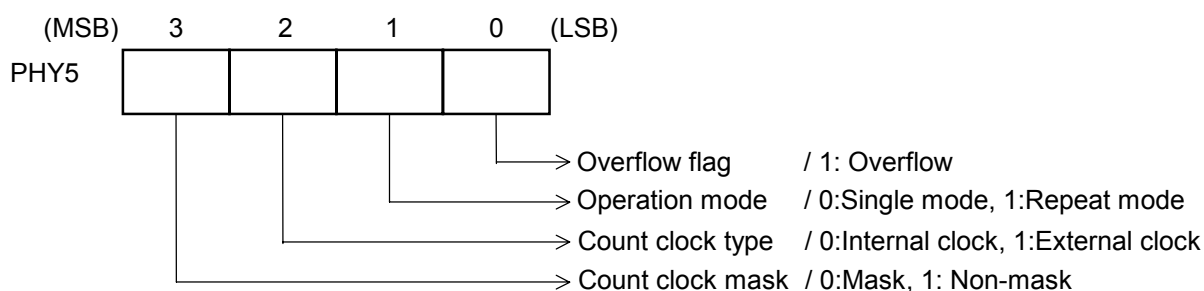 (MSB) 3 2 1 0 (LSB)
PHY5
Overflow flag / 1: Overflow
Operation mode / 0:Single mode, 1:Repeat mode
Count clock type / 0:Internal clock, 1:External clock
Count clock mask / 0:Mask, 1: Non-mask